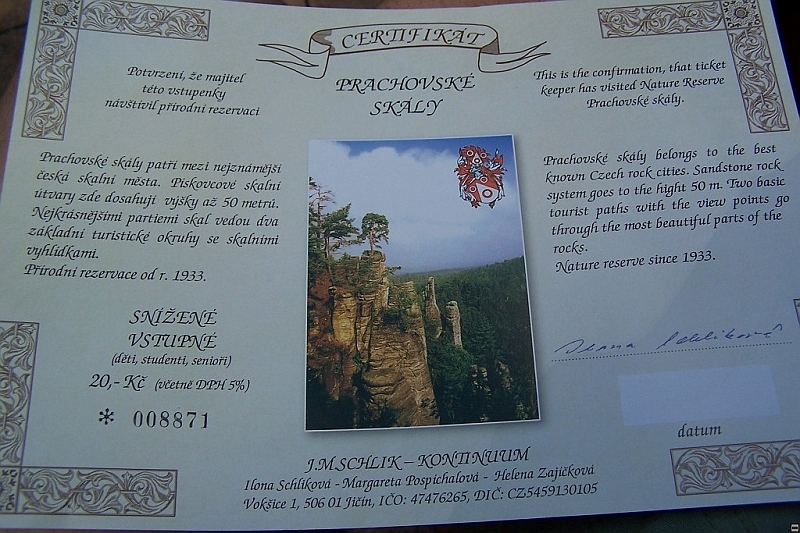 CERTIFIKÁT
PRACHOVSKÉ
SKÁLY
Potvrzení, že majitel
této vstupenky
návštívil přírodní rezervaci
This is the confirmation, that ticket
keeper has visited Nature Reserve
Prachovské skály.
Prachovské skály patří mezi nejznámější
česká skalní města. Pískovcové skalní
útvary zde dosahují výšky až 50 metrů.
Nejkrásnějšími partiemi skal vedou dva
základní turistické okruhy se skalními
vyhlídkami.
Přírodní rezervace od r. 1933.
Prachovské skály belongs to the best
known Czech rock cities. Sandstone rock
system goes to the hight 50 m. Two basic
tourist paths with the view points go
through the most beautiful parts of the
rocks.
Nature reserve since 1933.
SNÍŽENÉ
VSTUPNÉ
(děti, studenti, senioři)
20,- Kč (včetně DPH 5%)
* 008871
datum
J.M.SCHLIK – KONTINUUM
Ilona Schliková - Margareta Pospíchalová - Helena Zajíčková
Vokšice 1, 506 01 Jičín, IČO: 47476265, DIČ: CZ5459130105